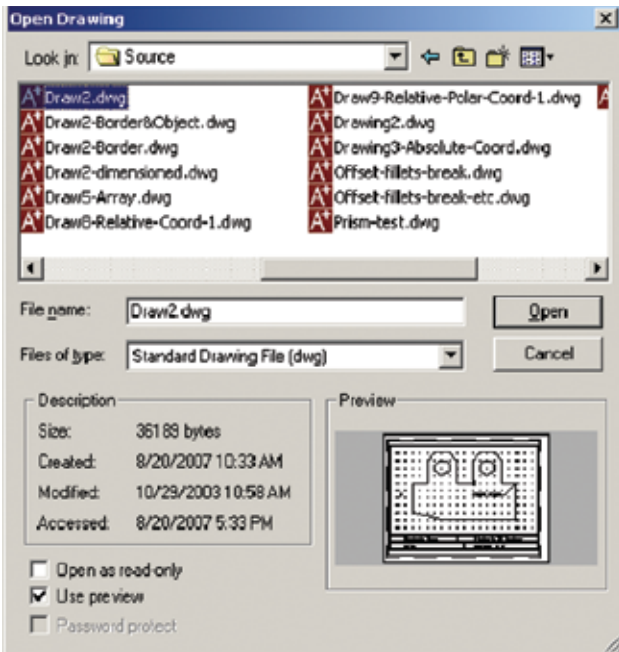 Open Drawing
Look in: Source
Draw2.dwg
Draw2-Border&Object.dwg
Draw2-Border.dwg
Draw2-dimensioned.dwg
Draw5-Array.dwg
Draw8-Relative-Coord-1.dwg
Draw9-Relative-Polar-Coord-1.dwg
Drawing2.dwg
Drawing3-Absolute-Coord.dwg
Offset-fillets-break.dwg
Offset-fillets-break-etc.dwg
Prism-test.dwg
File name: Draw2.dwg Open
Files of type: Standard Drawing File (dwg) Cancel
Description
Size: 36189 bytes
Created: 8/20/2007 10:33 AM
Modified: 10/29/2003 10:58 AM
Accessed: 8/20/2007 5:33 PM
Preview
Open as read-only
Use preview
Password protect